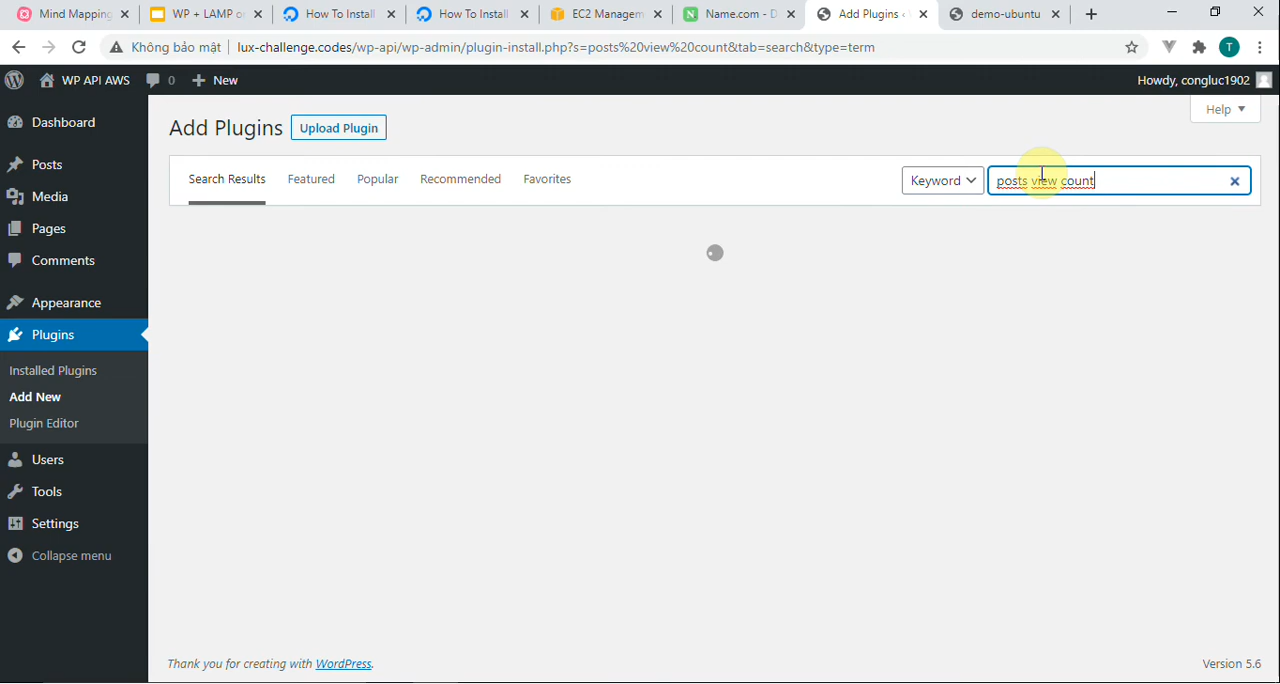 Mind Mapping
WP + LAMP o
How To Install
How To Install
EC2 Managem
Name.com - D
Add Plugins ‹
demo-ubuntu
Không bảo mật
lux-challenge.codes/wp-api/wp-admin/plugin-install.php?s=posts%20view%20count&tab=search&type=term
T
WP API AWS
0
New
Howdy, congluc1902
Help
Dashboard
Posts
Media
Pages
Comments
Appearance
Plugins
Installed Plugins
Add New
Plugin Editor
Users
Tools
Settings
Collapse menu
Add Plugins
Upload Plugin
Search Results
Featured
Popular
Recommended
Favorites
Keyword
posts view count
Thank you for creating with WordPress.
Version 5.6